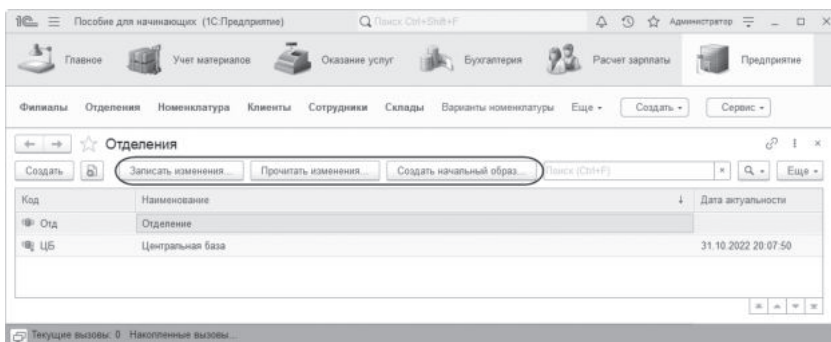 1С Пособие для начинающих (1С:Предприятие) Поиск Ctrl+Shift+F Администратор
Главное Учет материалов Оказание услуг Бухгалтерия Расчет зарплаты Предприятие
Филиалы Отделения Номенклатура Клиенты Сотрудники Склады Варианты номенклатуры Еще Создать Сервис
Отделения
Создать Записать изменения... Прочитать изменения... Создать начальный образ... Поиск (Ctrl+F) Еще
Код Наименование Дата актуальности
Отд Отделение
ЦБ Центральная база 31.10.2022 20:07:50
Текущие вызовы: 0 Накопленные вызовы...